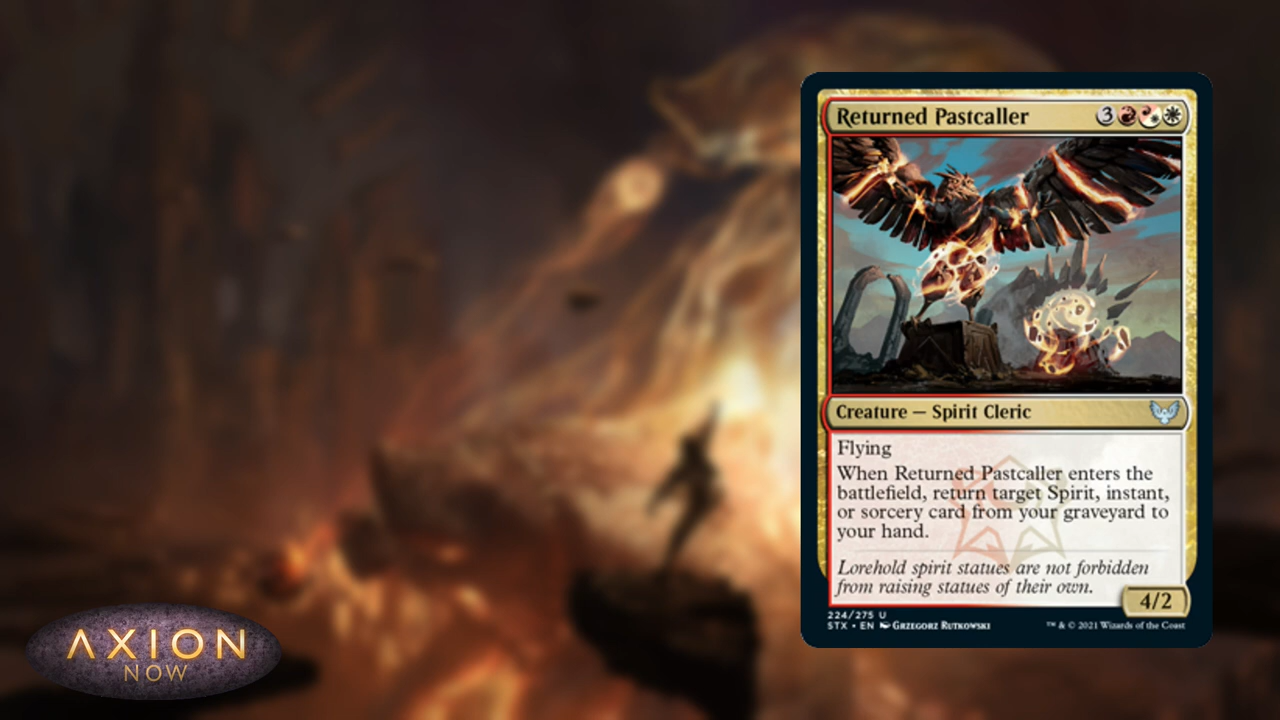 Returned Pastcaller
3
Creature — Spirit Cleric
Flying
When Returned Pastcaller enters the
battlefield, return target Spirit, instant,
or sorcery card from your graveyard to
your hand.
Lorehold spirit statues are not forbidden
from raising statues of their own.
4/2
224/275 U
STX • EN Grzegorz Rutkowski
™ & © 2021 Wizards of the Coast
AXION
NOW